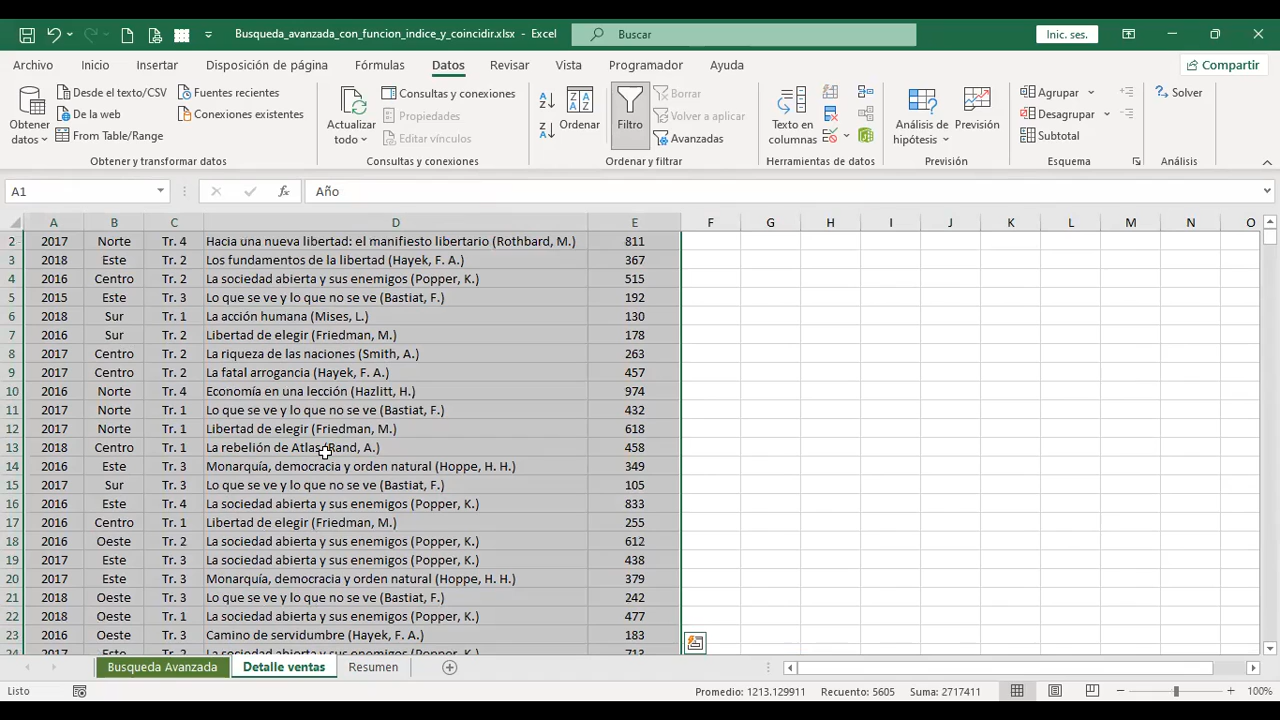 Busqueda_avanzada_con_funcion_indice_y_coincidir.xlsx - Excel
Buscar
Inic. ses.
Archivo Inicio Insertar Disposición de página Fórmulas Datos Revisar Vista Programador Ayuda Compartir
Obtener datos
Desde el texto/CSV
De la web
From Table/Range
Fuentes recientes
Conexiones existentes
Obtener y transformar datos
Actualizar todo
Consultas y conexiones
Propiedades
Editar vínculos
Consultas y conexiones
Ordenar
Filtro
Borrar
Volver a aplicar
Avanzadas
Ordenar y filtrar
Texto en columnas
Herramientas de datos
Análisis de hipótesis
Previsión
Previsión
Agrupar
Desagrupar
Subtotal
Esquema
Solver
Análisis
A1 fx Año
A B C D E F G H I J K L M N O
2 2017 Norte Tr. 4 Hacia una nueva libertad: el manifiesto libertario (Rothbard, M.) 811
3 2018 Este Tr. 2 Los fundamentos de la libertad (Hayek, F. A.) 367
4 2016 Centro Tr. 2 La sociedad abierta y sus enemigos (Popper, K.) 515
5 2015 Este Tr. 3 Lo que se ve y lo que no se ve (Bastiat, F.) 192
6 2018 Sur Tr. 1 La acción humana (Mises, L.) 130
7 2016 Sur Tr. 2 Libertad de elegir (Friedman, M.) 178
8 2017 Centro Tr. 2 La riqueza de las naciones (Smith, A.) 263
9 2017 Centro Tr. 2 La fatal arrogancia (Hayek, F. A.) 457
10 2016 Norte Tr. 4 Economía en una lección (Hazlitt, H.) 974
11 2017 Norte Tr. 1 Lo que se ve y lo que no se ve (Bastiat, F.) 432
12 2017 Norte Tr. 1 Libertad de elegir (Friedman, M.) 618
13 2018 Centro Tr. 1 La rebelión de Atlas (Rand, A.) 458
14 2016 Este Tr. 3 Monarquía, democracia y orden natural (Hoppe, H. H.) 349
15 2017 Sur Tr. 3 Lo que se ve y lo que no se ve (Bastiat, F.) 105
16 2016 Este Tr. 4 La sociedad abierta y sus enemigos (Popper, K.) 833
17 2016 Centro Tr. 1 Libertad de elegir (Friedman, M.) 255
18 2016 Oeste Tr. 2 La sociedad abierta y sus enemigos (Popper, K.) 612
19 2017 Este Tr. 3 La sociedad abierta y sus enemigos (Popper, K.) 438
20 2017 Este Tr. 3 Monarquía, democracia y orden natural (Hoppe, H. H.) 379
21 2018 Oeste Tr. 3 Lo que se ve y lo que no se ve (Bastiat, F.) 242
22 2018 Oeste Tr. 1 La sociedad abierta y sus enemigos (Popper, K.) 477
23 2016 Oeste Tr. 3 Camino de servidumbre (Hayek, F. A.) 183
Busqueda Avanzada Detalle ventas Resumen
Listo Promedio: 1213.129911 Recuento: 5605 Suma: 2717411 100%